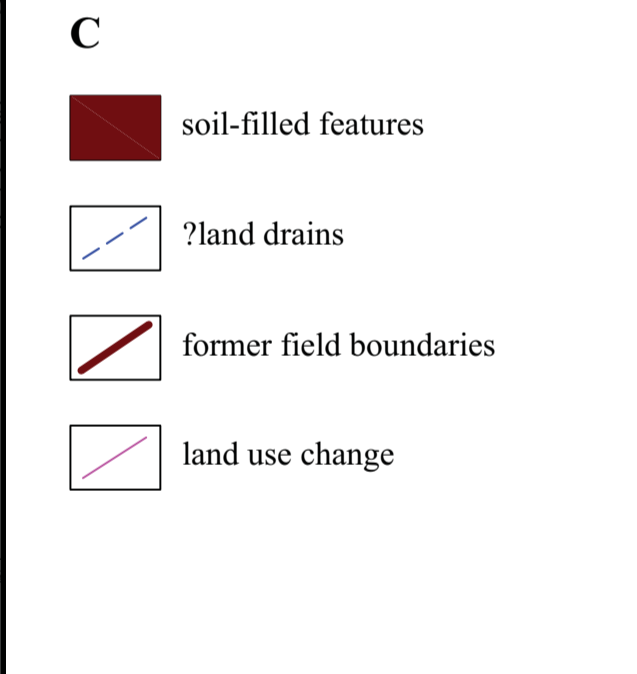 C
soil-filled features
?land drains
former field boundaries
land use change